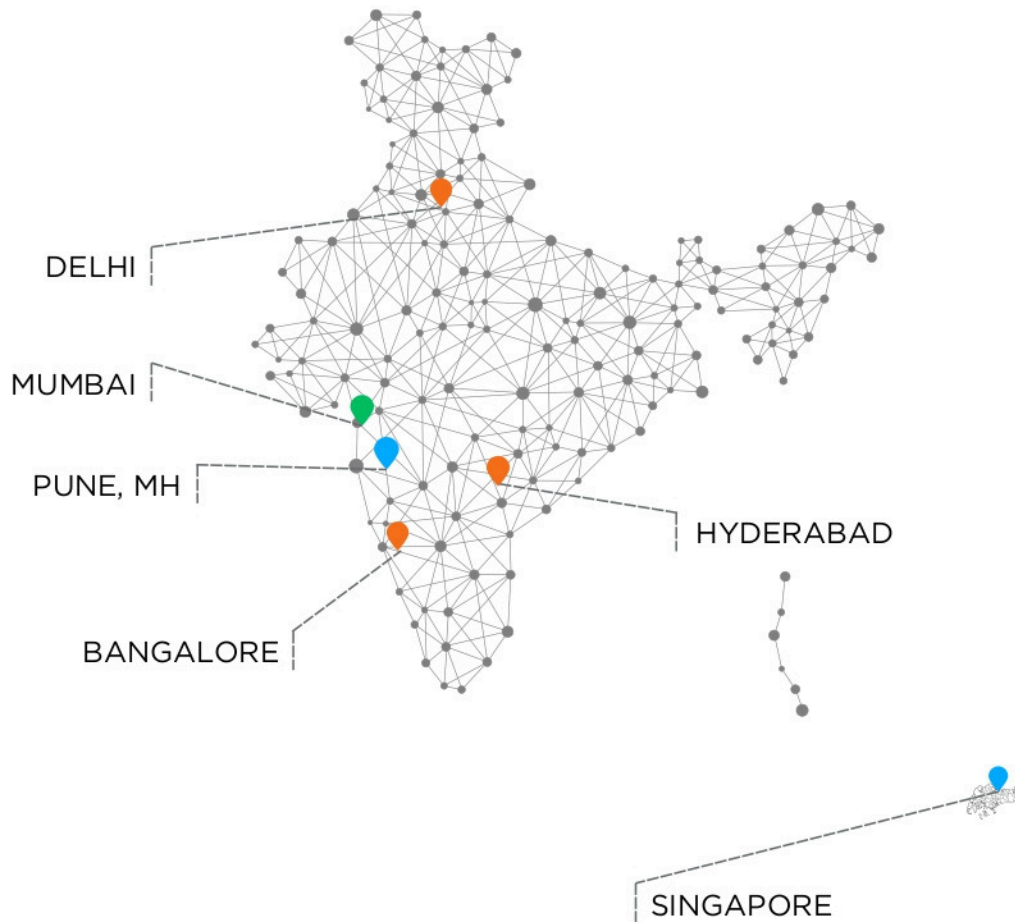 DELHI
MUMBAI
PUNE, MH
HYDERABAD
BANGALORE
SINGAPORE